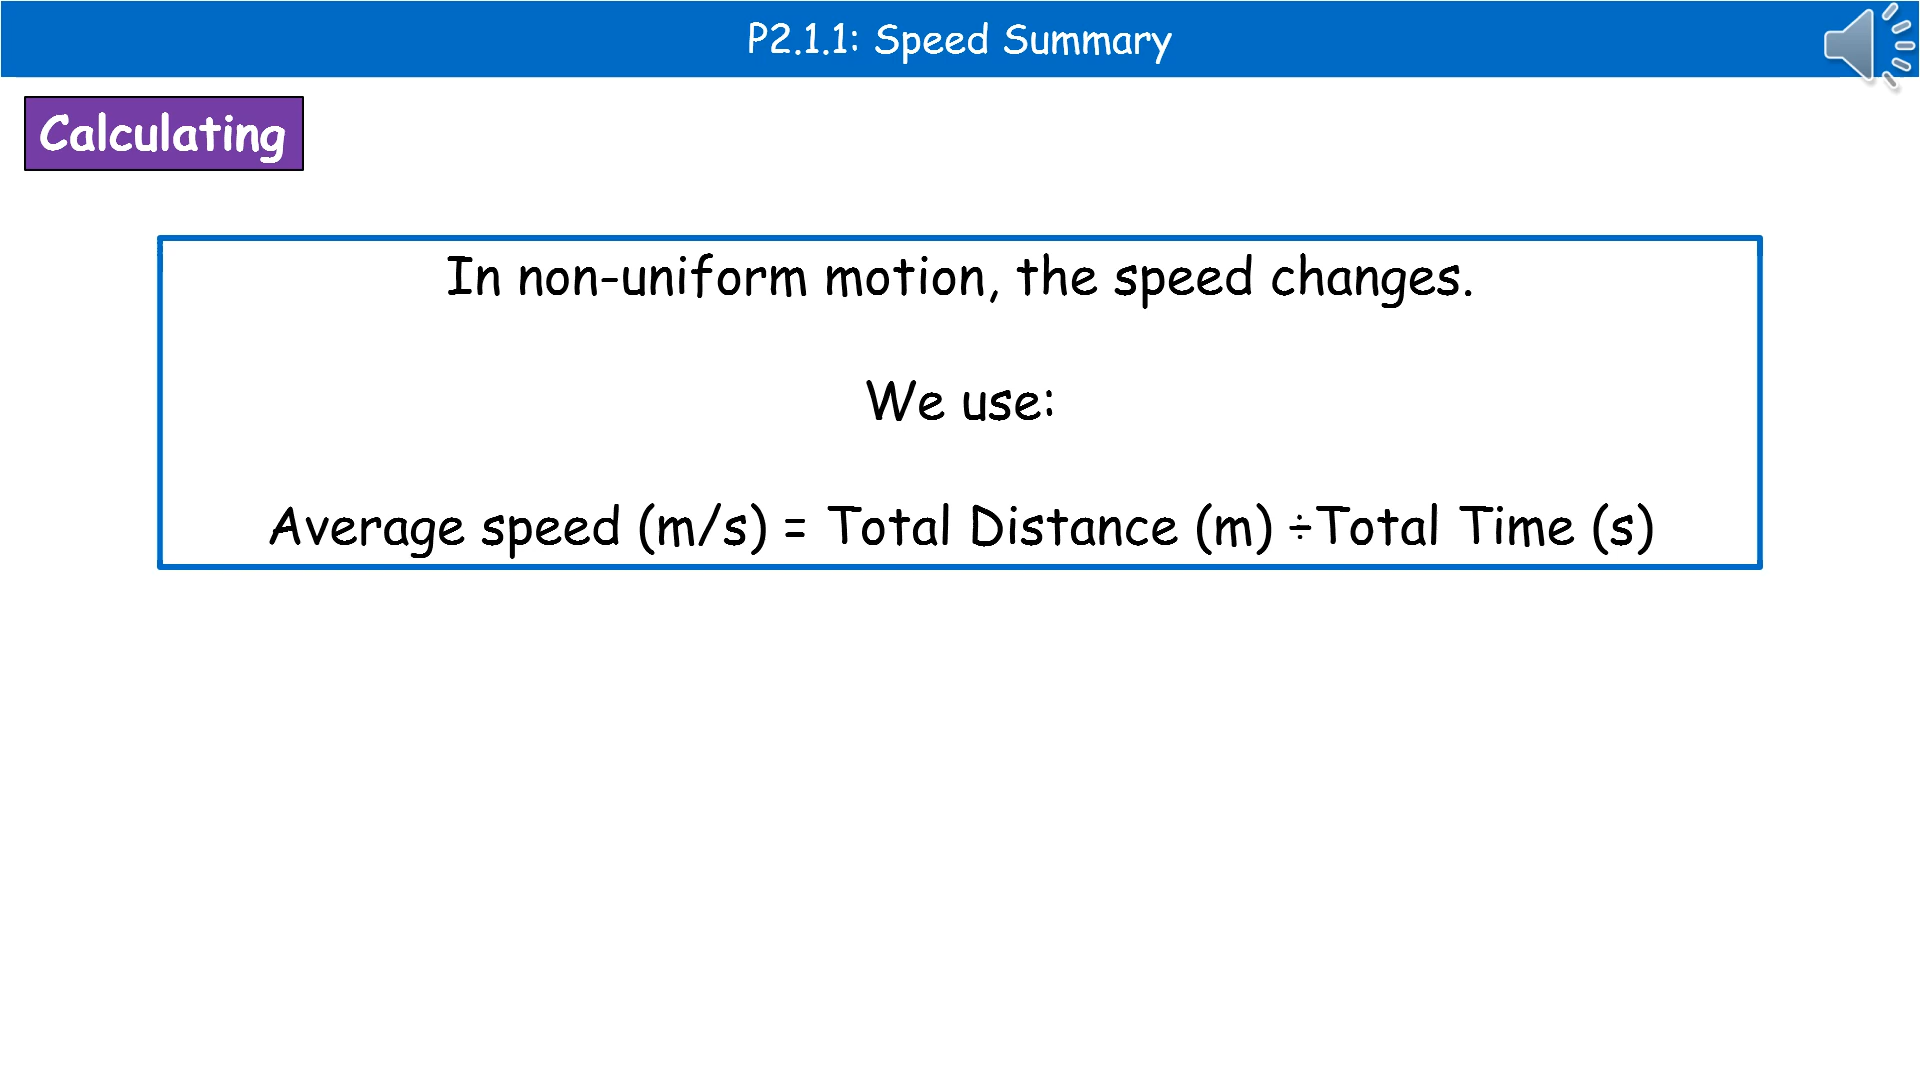 P2.1.1: Speed Summary
Calculating
In non-uniform motion, the speed changes.
We use:
Average speed (m/s) = Total Distance (m) ÷Total Time (s)